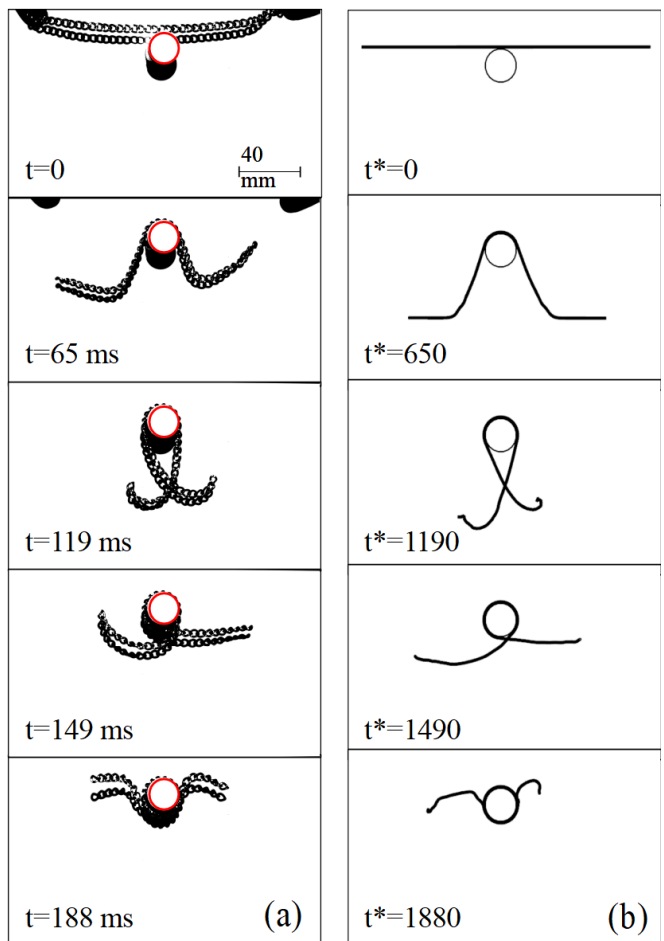 40
mm
t=0
t=65 ms
t=119 ms
t=149 ms
t=188 ms
(a)
t*=0
t*=650
t*=1190
t*=1490
t*=1880
(b)